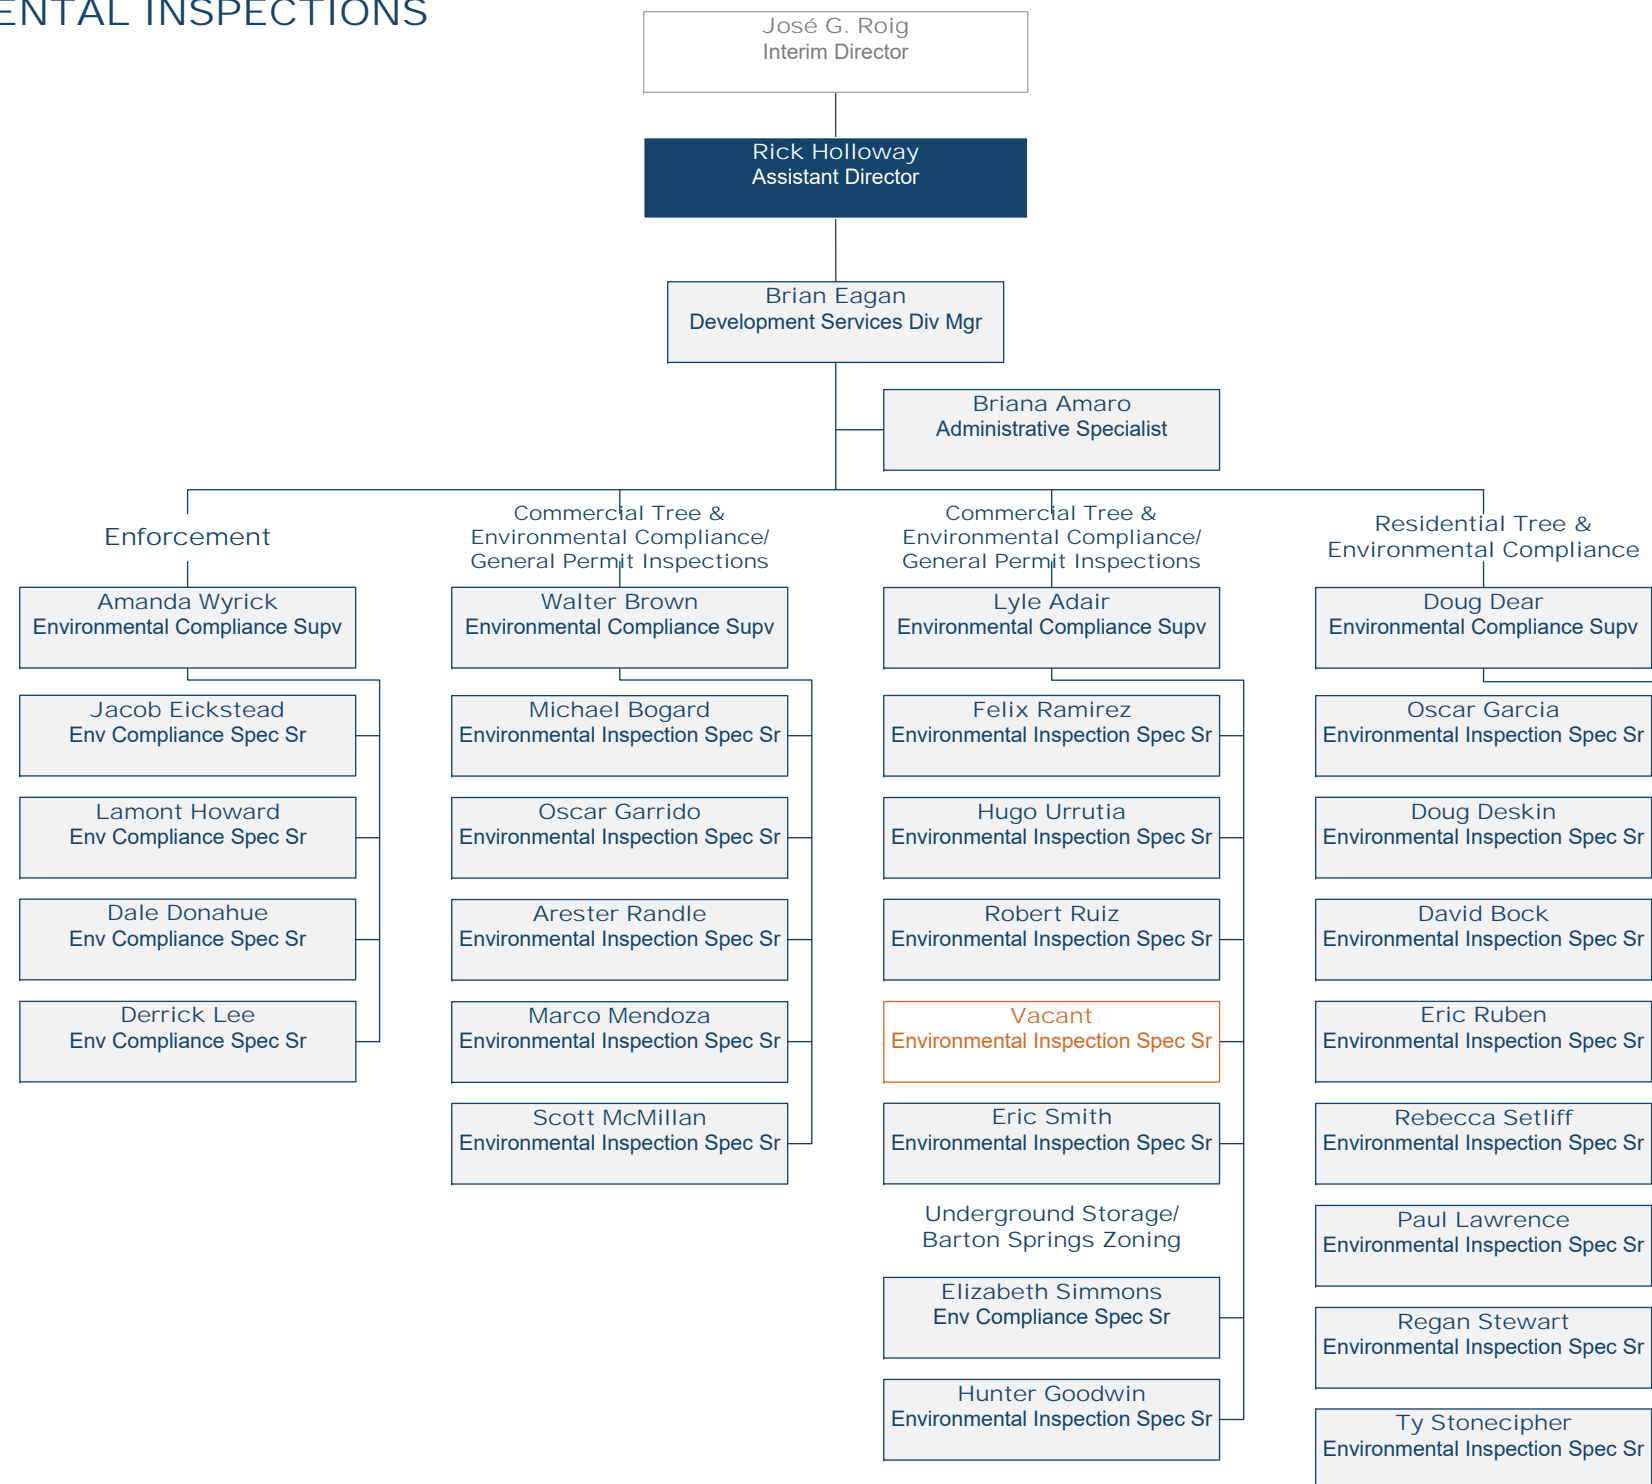 ENTAL INSPECTIONS
José G. Roig
Interim Director
Rick Holloway
Assistant Director
Brian Eagan
Development Services Div Mgr
Briana Amaro
Administrative Specialist
Enforcement
Amanda Wyrick
Environmental Compliance Supv
Jacob Eickstead
Env Compliance Spec Sr
Lamont Howard
Env Compliance Spec Sr
Dale Donahue
Env Compliance Spec Sr
Derrick Lee
Env Compliance Spec Sr
Commercial Tree &
Environmental Compliance/
General Permit Inspections
Walter Brown
Environmental Compliance Supv
Michael Bogard
Environmental Inspection Spec Sr
Oscar Garrido
Environmental Inspection Spec Sr
Arester Randle
Environmental Inspection Spec Sr
Marco Mendoza
Environmental Inspection Spec Sr
Scott McMillan
Environmental Inspection Spec Sr
Commercial Tree &
Environmental Compliance/
General Permit Inspections
Lyle Adair
Environmental Compliance Supv
Felix Ramirez
Environmental Inspection Spec Sr
Hugo Urrutia
Environmental Inspection Spec Sr
Robert Ruiz
Environmental Inspection Spec Sr
Vacant
Environmental Inspection Spec Sr
Eric Smith
Environmental Inspection Spec Sr
Underground Storage/
Barton Springs Zoning
Elizabeth Simmons
Env Compliance Spec Sr
Hunter Goodwin
Environmental Inspection Spec Sr
Residential Tree &
Environmental Compliance
Doug Dear
Environmental Compliance Supv
Oscar Garcia
Environmental Inspection Spec Sr
Doug Deskin
Environmental Inspection Spec Sr
David Bock
Environmental Inspection Spec Sr
Eric Ruben
Environmental Inspection Spec Sr
Rebecca Setliff
Environmental Inspection Spec Sr
Paul Lawrence
Environmental Inspection Spec Sr
Regan Stewart
Environmental Inspection Spec Sr
Ty Stonecipher
Environmental Inspection Spec Sr